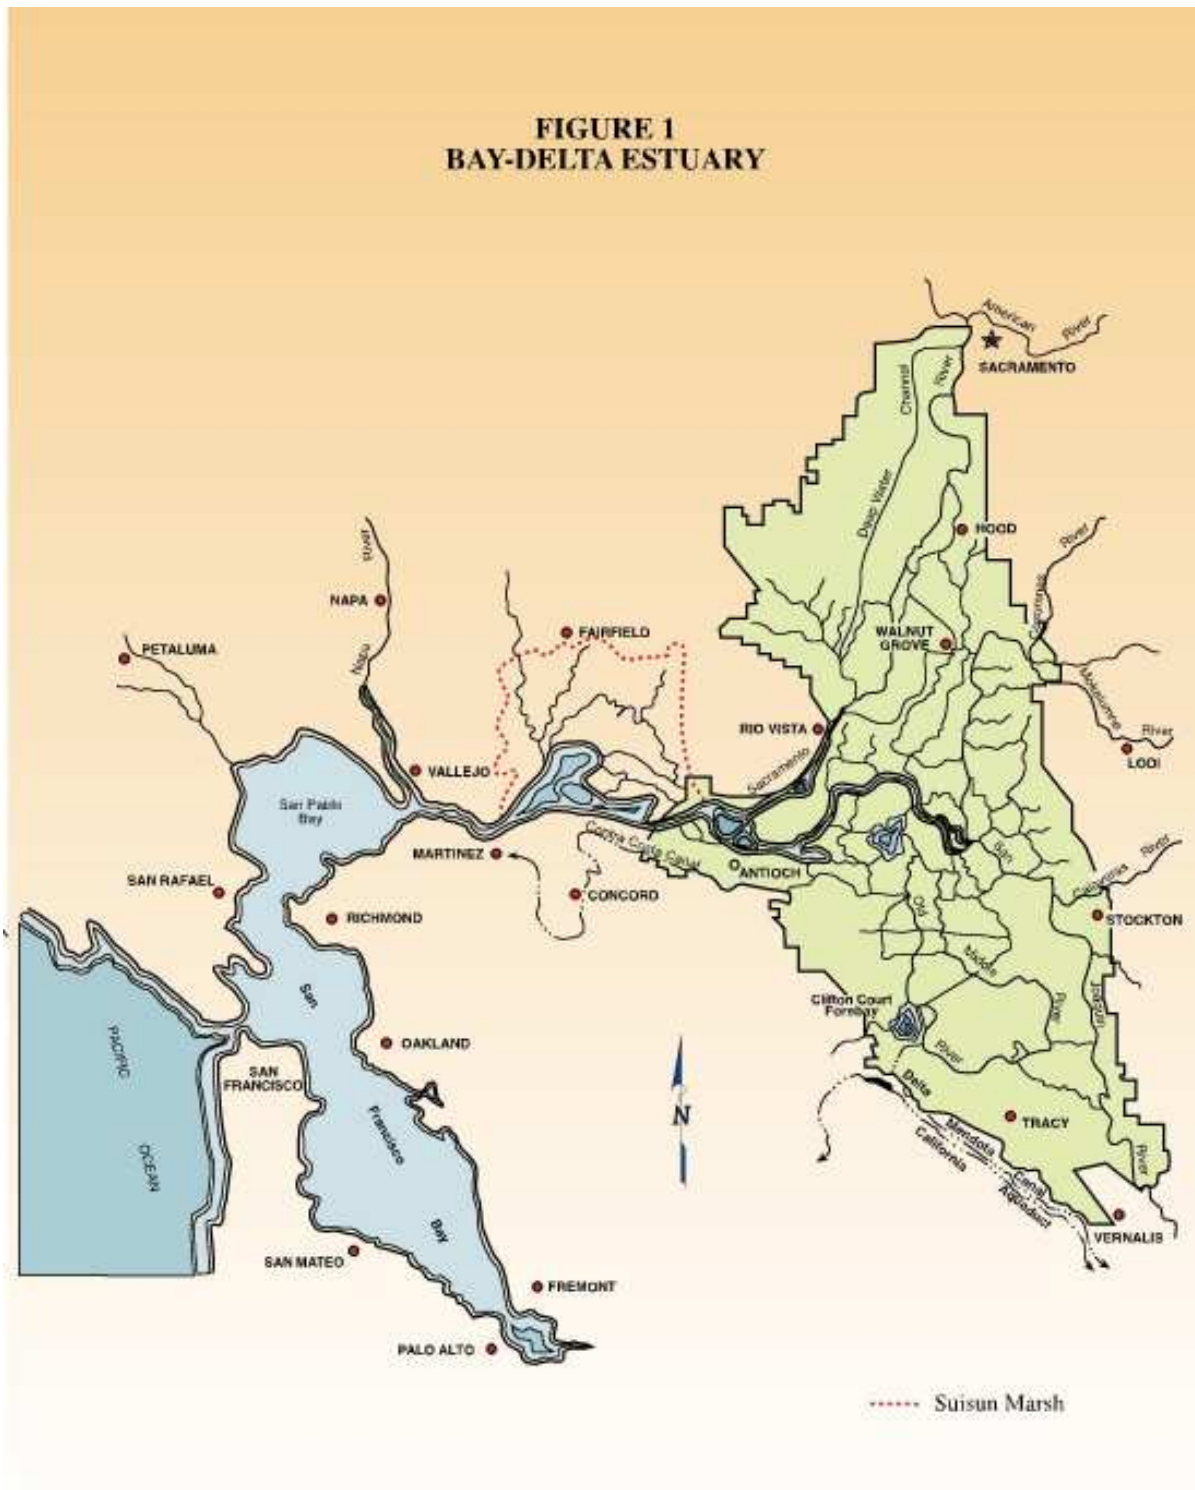 FIGURE 1
BAY-DELTA ESTUARY
American
River
SACRAMENTO
Channel
River
Deep Water
HOOD
River
River
NAPA
Napa
FAIRFIELD
PETALUMA
WALNUT
GROVE
Cosumnes
Mokelumne
River
LODI
RIO VISTA
Sacramento
VALLEJO
San Pablo
Bay
MARTINEZ
Contra Costa Canal
ANTIOCH
San
Calaveras
River
SAN RAFAEL
CONCORD
RICHMOND
Old
STOCKTON
Middle
San
Clifton Court
Forebay
River
Joaquin
PACIFIC
OCEAN
OAKLAND
SAN
FRANCISCO
River
Delta
Mendota
Canal
California
Aqueduct
TRACY
River
N
Francisco
Bay
VERNALIS
SAN MATEO
FREMONT
PALO ALTO
Suisun Marsh